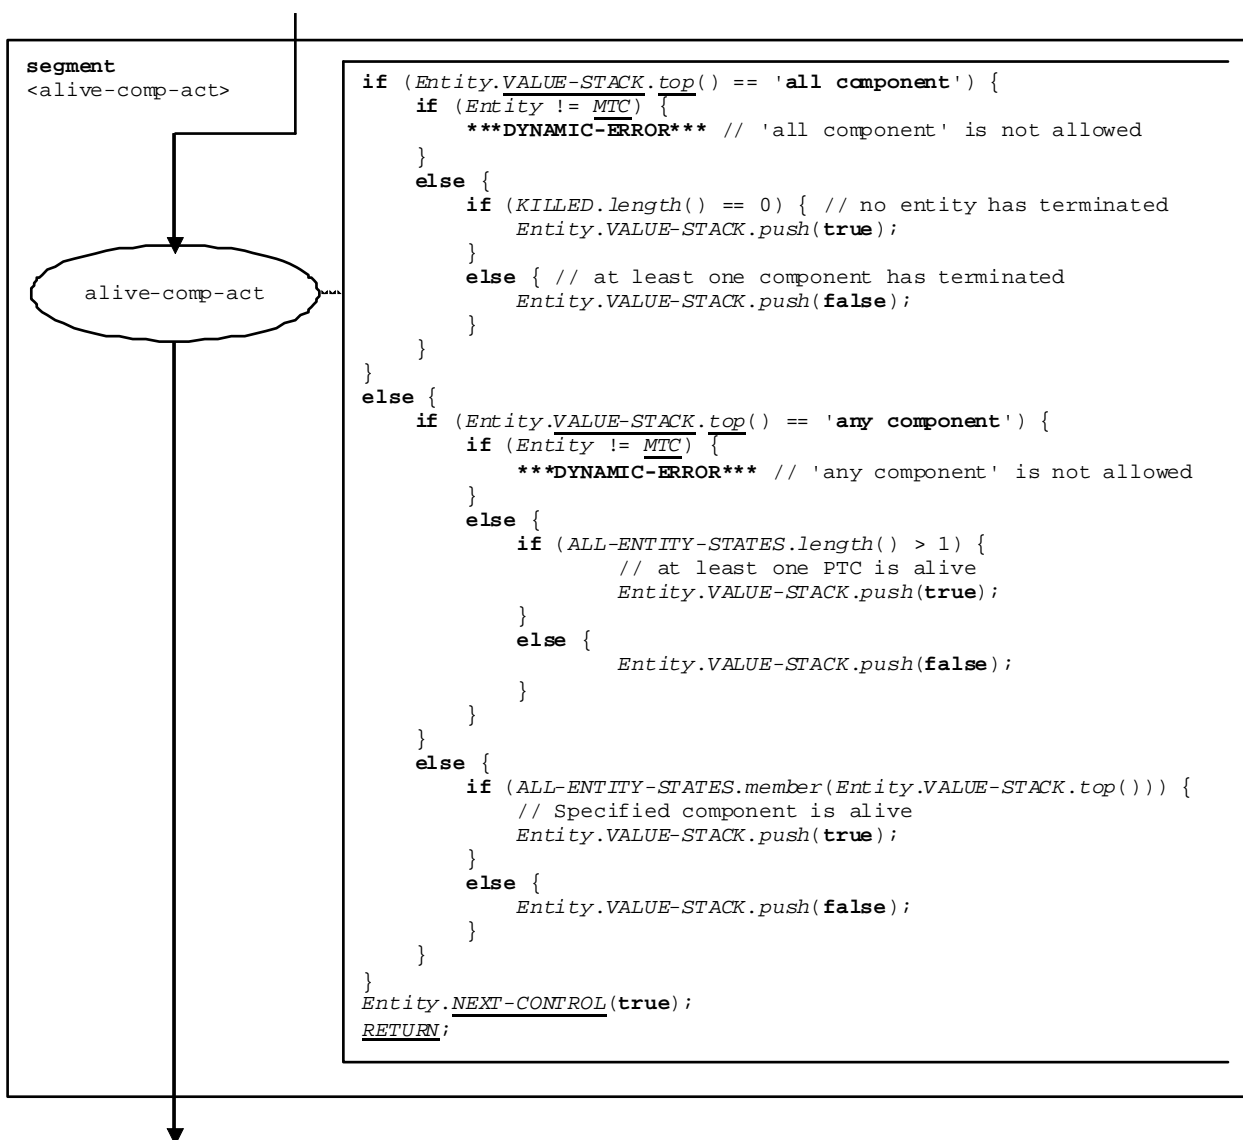 segment
<alive-comp-act>
alive-comp-act
if (Entity.VALUE-STACK.top() == 'all component') {
    if (Entity != MTC) {
        ***DYNAMIC-ERROR*** // 'all component' is not allowed
    }
    else {
        if (KILLED.length() == 0) { // no entity has terminated
            Entity.VALUE-STACK.push(true);
        }
        else { // at least one component has terminated
            Entity.VALUE-STACK.push(false);
        }
    }
}
else {
    if (Entity.VALUE-STACK.top() == 'any component') {
        if (Entity != MTC) {
            ***DYNAMIC-ERROR*** // 'any component' is not allowed
        }
        else {
            if (ALL-ENTITY-STATES.length() > 1) {
                    // at least one PTC is alive
                    Entity.VALUE-STACK.push(true);
            }
            else {
                    Entity.VALUE-STACK.push(false);
            }
        }
    }
    else {
        if (ALL-ENTITY-STATES.member(Entity.VALUE-STACK.top())) {
            // Specified component is alive
            Entity.VALUE-STACK.push(true);
        }
        else {
            Entity.VALUE-STACK.push(false);
        }
    }
}
Entity.NEXT-CONTROL(true);
RETURN;